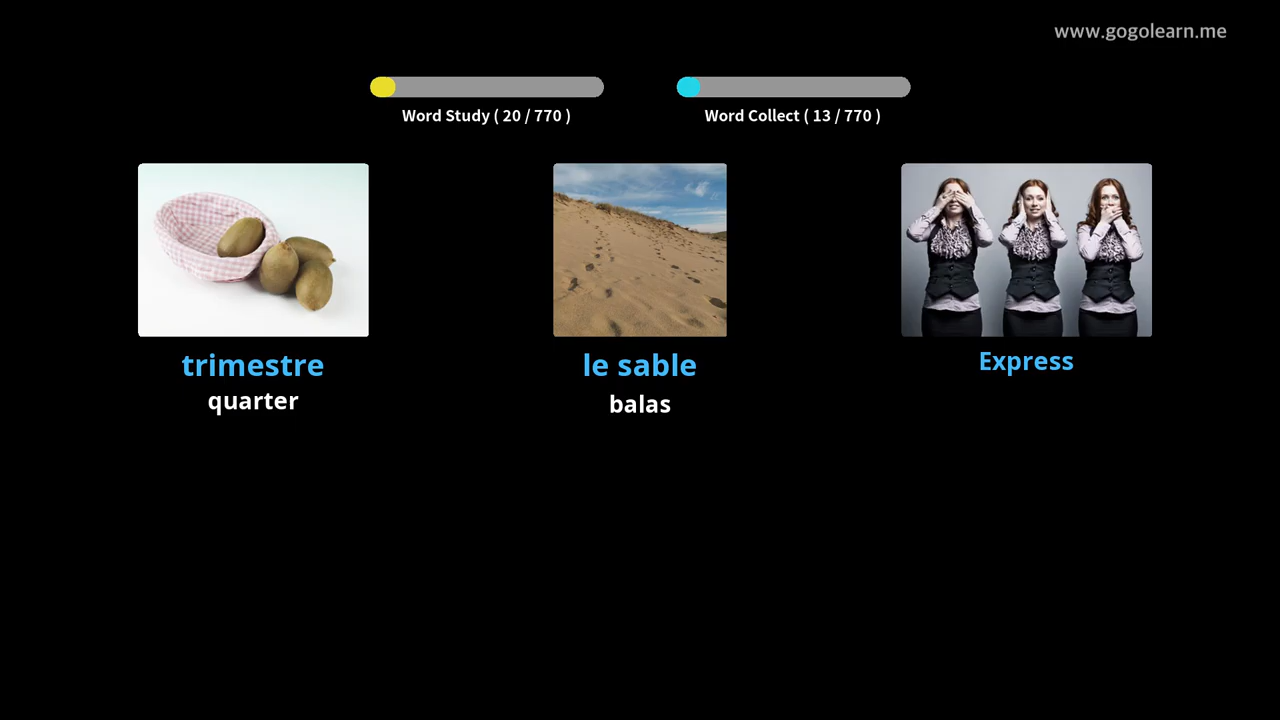 www.gogolearn.me
Word Study ( 20 / 770 )
Word Collect ( 13 / 770 )
trimestre
quarter
le sable
balas
Express